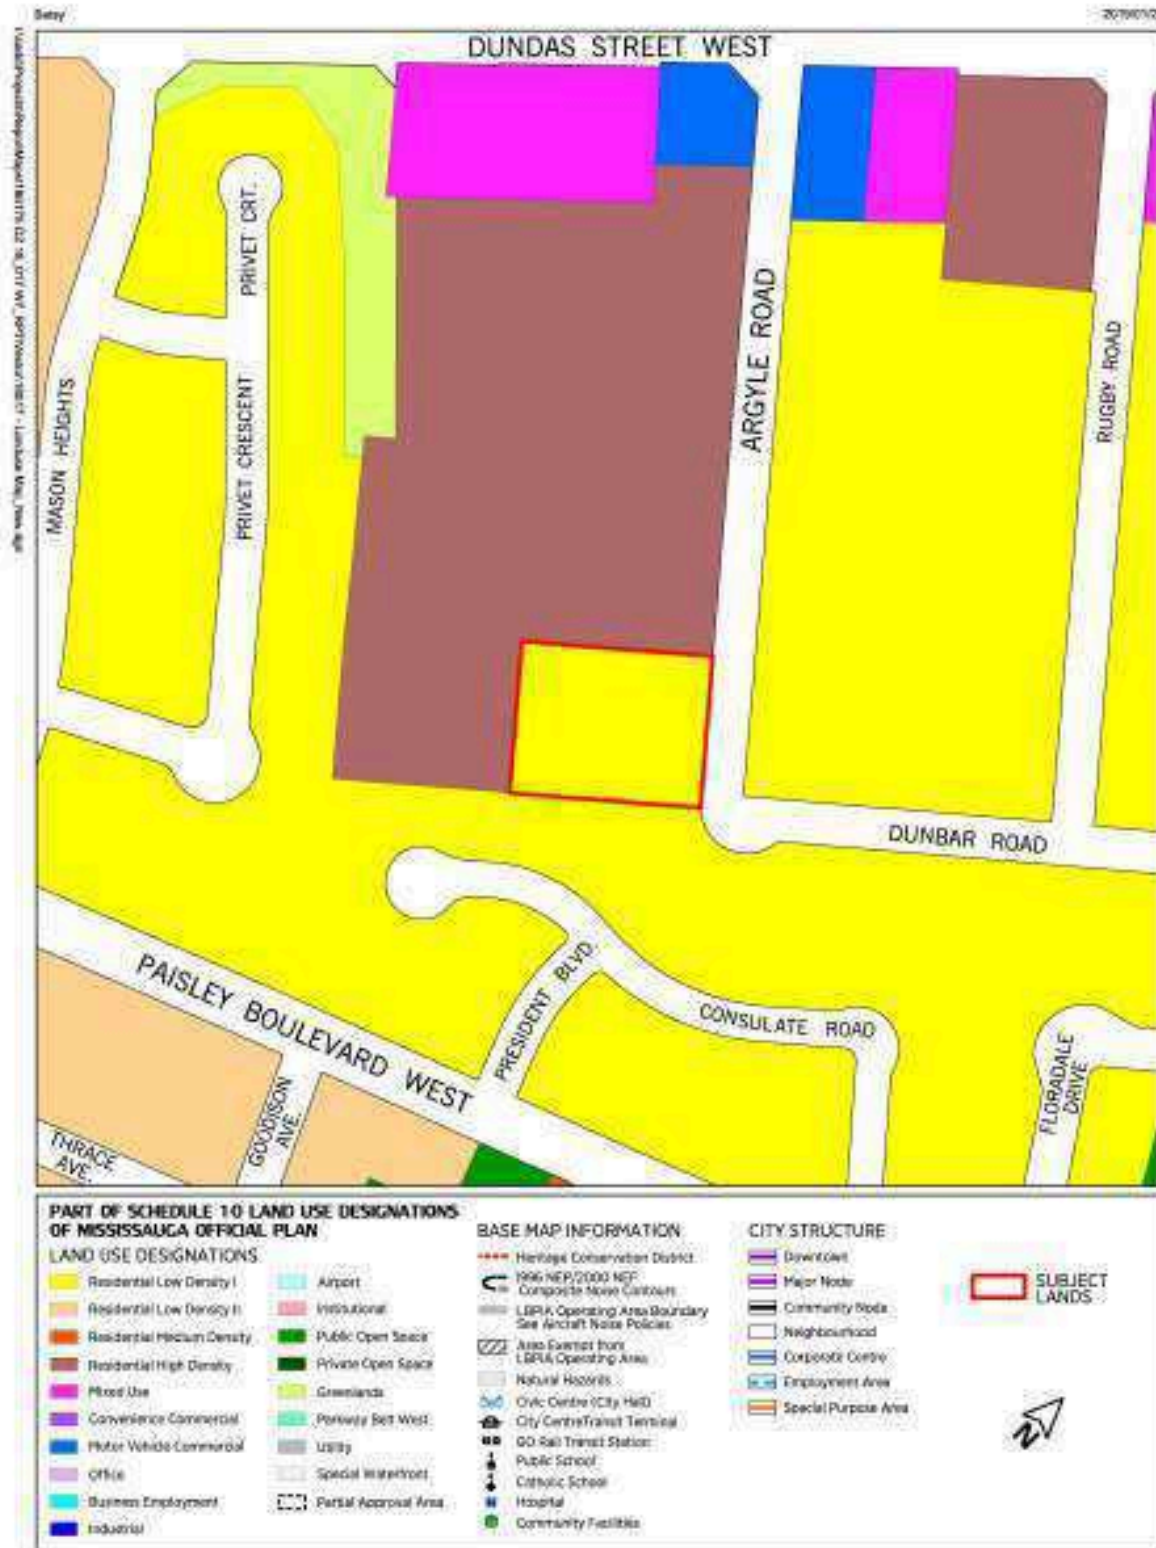 DUNDAS STREET WEST
PRIVET CRT.
ARGYLE ROAD
RUGBY ROAD
MASON HEIGHTS
PRIVET CRESCENT
DUNBAR ROAD
PAISLEY BOULEVARD WEST
PRESIDENT BLVD.
CONSULATE ROAD
FLORADALE
DRIVE
GOODISON
AVE.
THRACE
AVE.
PART OF SCHEDULE 10 LAND USE DESIGNATIONS
OF MISSISSAUGA OFFICIAL PLAN
LAND USE DESIGNATIONS
Residential Low Density I
Residential Low Density II
Residential Medium Density
Residential High Density
Mixed Use
Convenience Commercial
Motor Vehicle Commercial
Office
Business Employment
Industrial
Airport
Institutional
Public Open Space
Private Open Space
Greenlands
Parkway Belt West
Utility
Special Waterfront
Partial Approval Area
BASE MAP INFORMATION
Heritage Conservation District
1996 NEP/2000 NEF
Composite Noise Contours
LBPIA Operating Area Boundary
See Aircraft Noise Policies
Area Exempt from
LBPIA Operating Area
Natural Hazards
Civic Centre (City Hall)
City Centre Transit Terminal
GO Rail Transit Station
Public School
Catholic School
Hospital
Community Facilities
CITY STRUCTURE
Downtown
Major Node
Community Node
Neighbourhood
Corporate Centre
Employment Area
Special Purpose Area
SUBJECT
LANDS
N